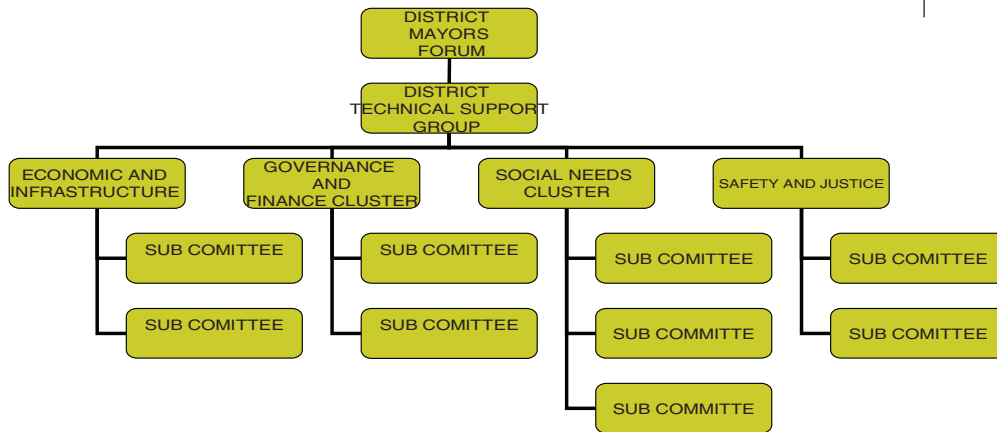 DISTRICT
MAYORS
FORUM
DISTRICT
TECHNICAL SUPPORT
GROUP
ECONOMIC AND
INFRASTRUCTURE
GOVERNANCE
AND
FINANCE CLUSTER
SOCIAL NEEDS
CLUSTER
SAFETY AND JUSTICE
SUB COMITTEE
SUB COMITTEE
SUB COMITTEE
SUB COMITTEE
SUB COMITTEE
SUB COMITTEE
SUB COMMITTE
SUB COMITTEE
SUB COMMITTE